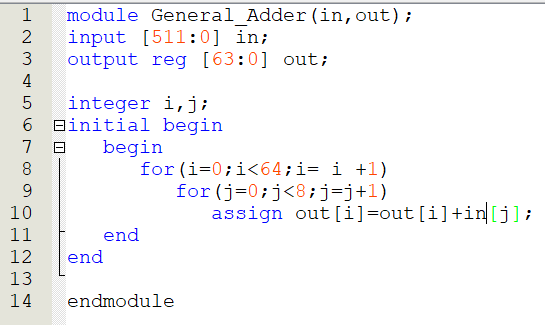 1 module General_Adder(in,out);
2 input [511:0] in;
3 output reg [63:0] out;
4
5 integer i,j;
6 initial begin
7 begin
8 for(i=0;i<64;i= i +1)
9 for(j=0;j<8;j=j+1)
10 assign out[i]=out[i]+in[j];
11 end
12 end
13
14 endmodule